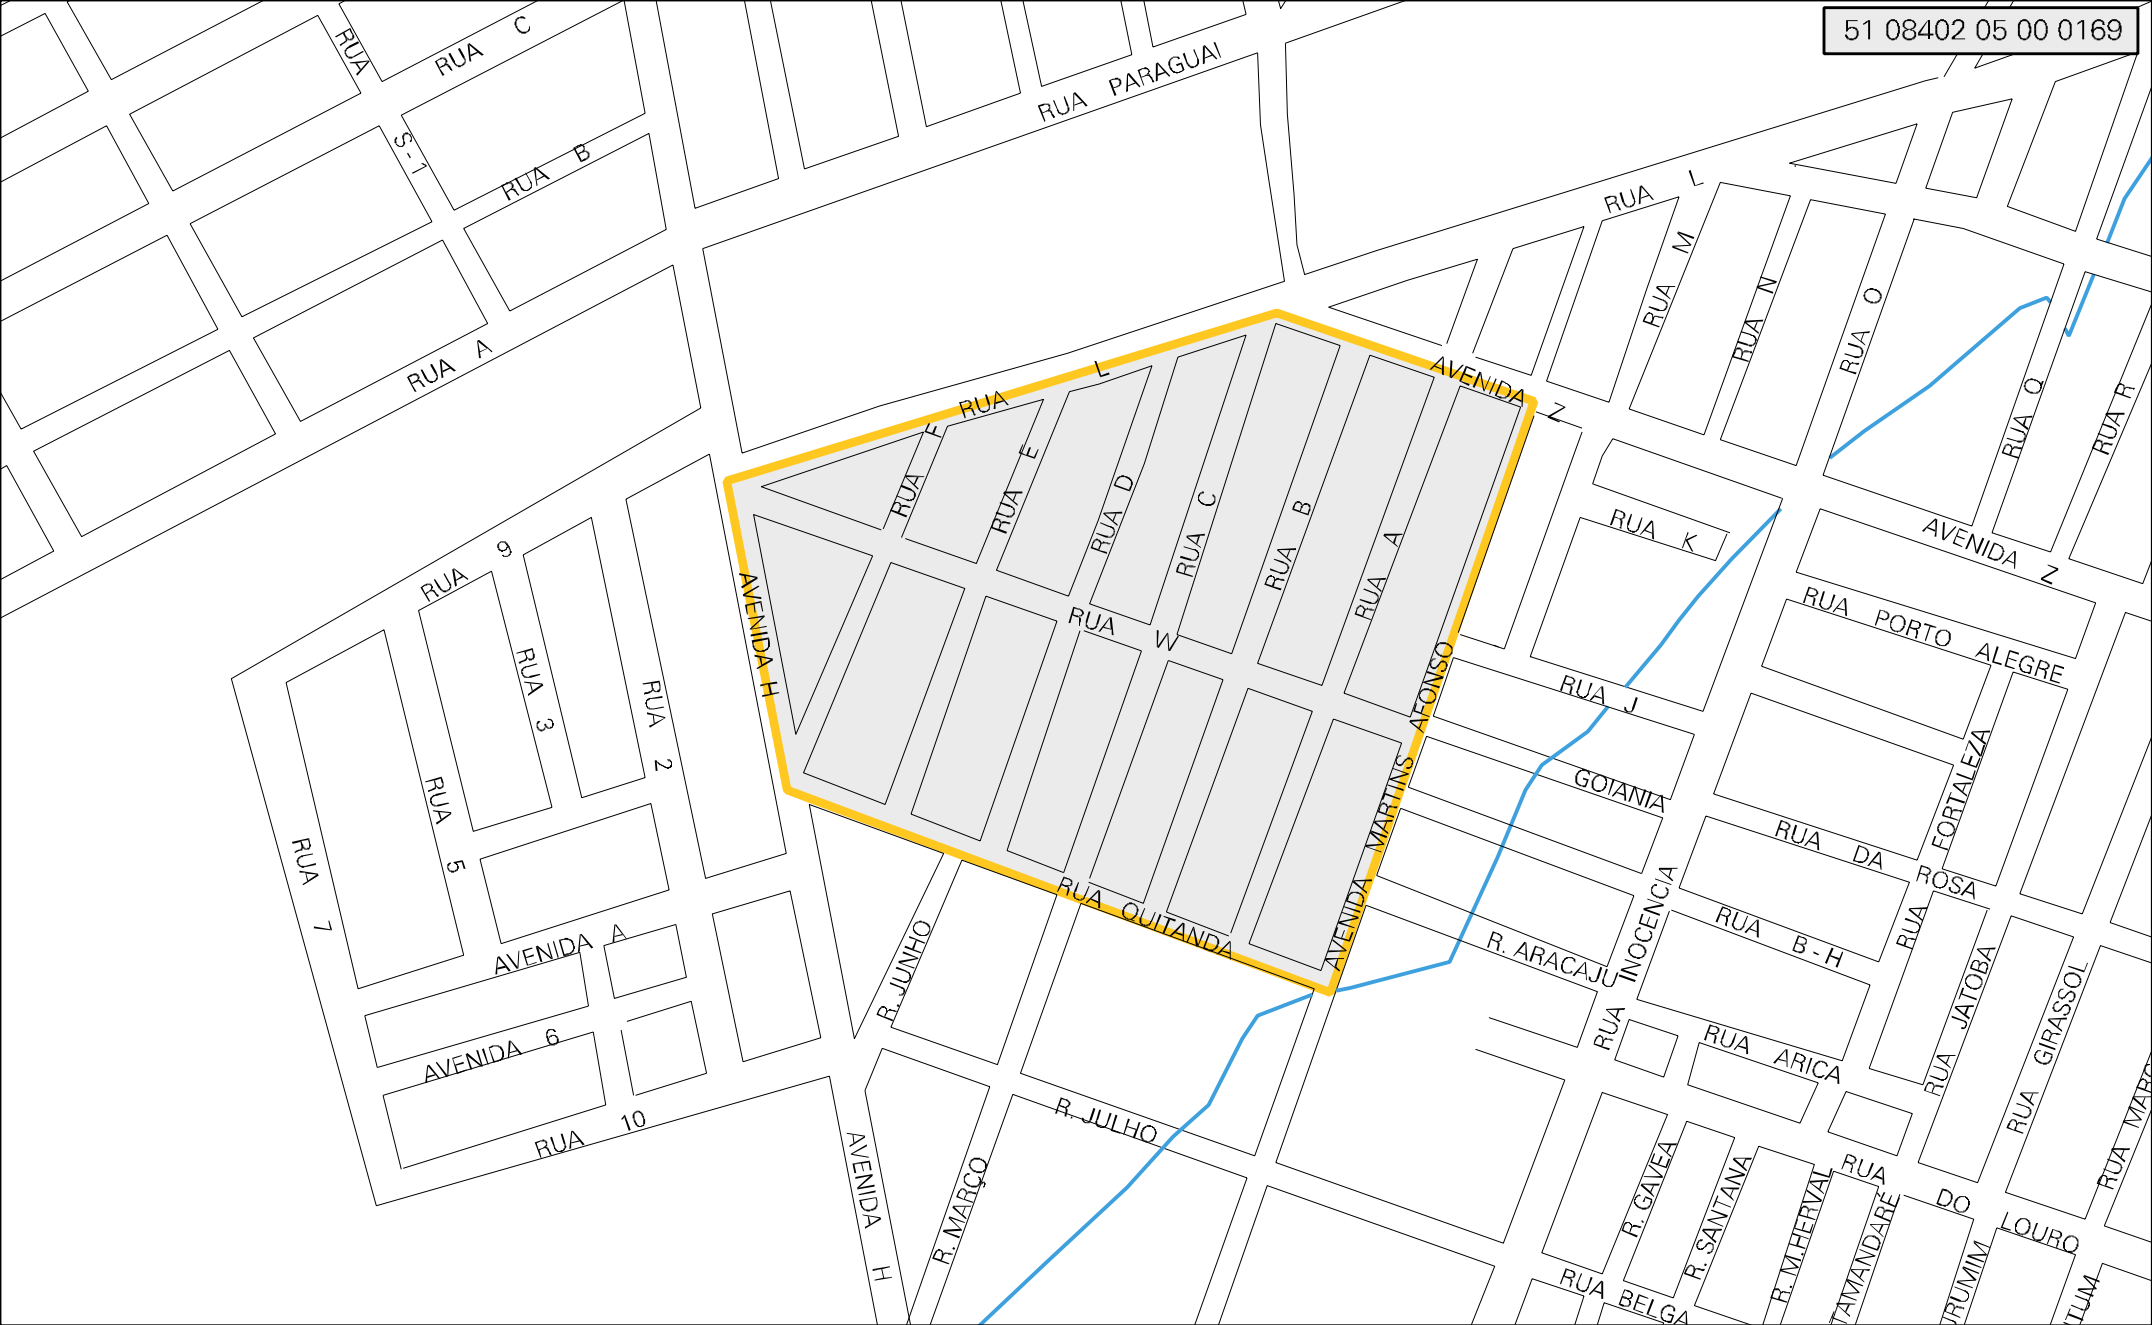 51 08402 05 00 0169
RUA C
RUA S-1
RUA B
RUA A
RUA PARAGUAI
RUA L
RUA M
RUA N
RUA O
RUA Q
RUA R
RUA L
AVENIDA Z
RUA F
RUA E
RUA D
RUA C
RUA B
RUA A
RUA W
RUA K
AVENIDA Z
RUA 9
AVENIDA H
RUA 3
RUA 2
RUA 5
RUA 7
RUA J
RUA PORTO ALEGRE
GOIANIA
RUA FORTALEZA
RUA DA ROSA
AVENIDA MARTINS AFONSO
RUA QUITANDA
R. ARACAJU
RUA INOCENCIA
RUA B-H
RUA ARICA
RUA JATOBA
RUA GIRASSOL
RUA MARG
AVENIDA A
AVENIDA 6
RUA 10
R. JUNHO
R. JULHO
R. MARÇO
AVENIDA H
R. GAVEA
R. SANTANA
R. M.HERVAL
TAMANDARE
RUA DO LOURO
RUMIM
TUM
RUA BELGA